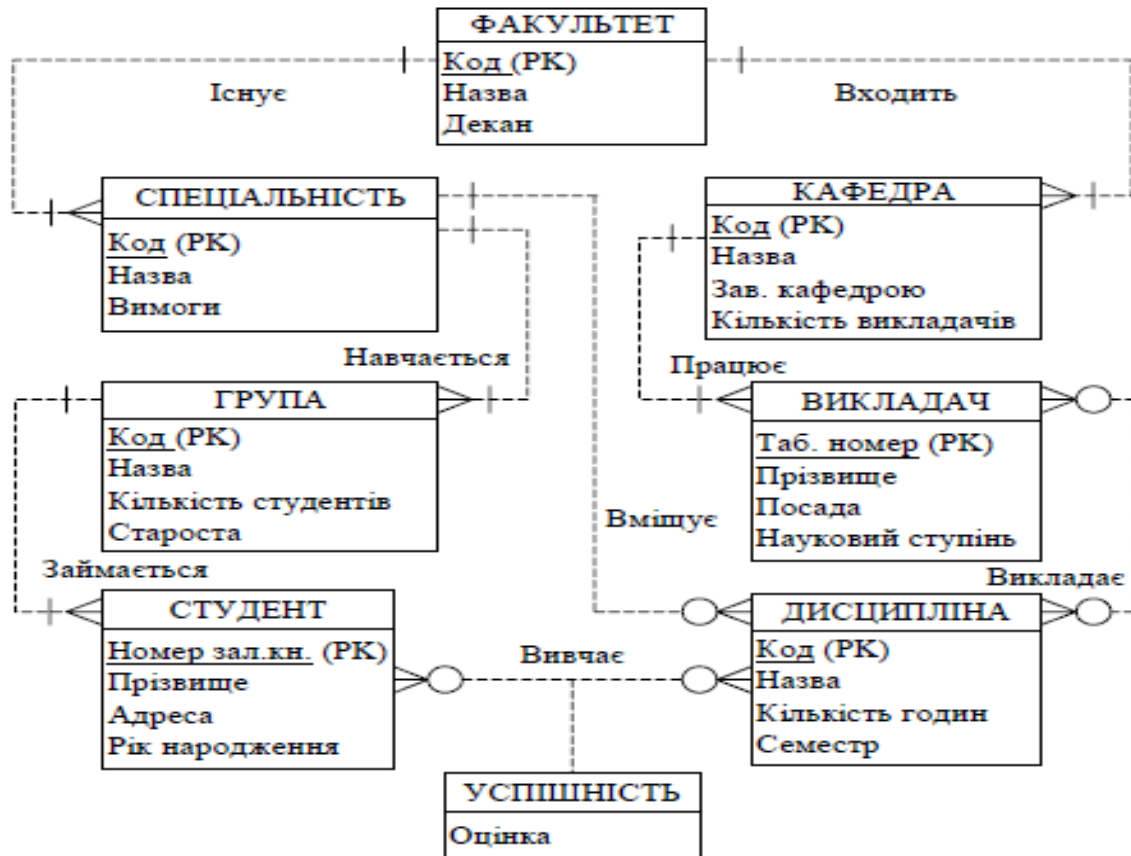 ФАКУЛЬТЕТ
Код (PK)
Назва
Декан
Існує
Входить
СПЕЦІАЛЬНІСТЬ
Код (PK)
Назва
Вимоги
КАФЕДРА
Код (PK)
Назва
Зав. кафедрою
Кількість викладачів
Навчається
Працює
ГРУПА
Код (PK)
Назва
Кількість студентів
Староста
ВИКЛАДАЧ
Таб. номер (PK)
Прізвище
Посада
Науковий ступінь
Вміщує
Займається
Викладає
СТУДЕНТ
Номер зал.кн. (PK)
Прізвище
Адреса
Рік народження
Вивчає
ДИСЦИПЛІНА
Код (PK)
Назва
Кількість годин
Семестр
УСПІШНІСТЬ
Оцінка